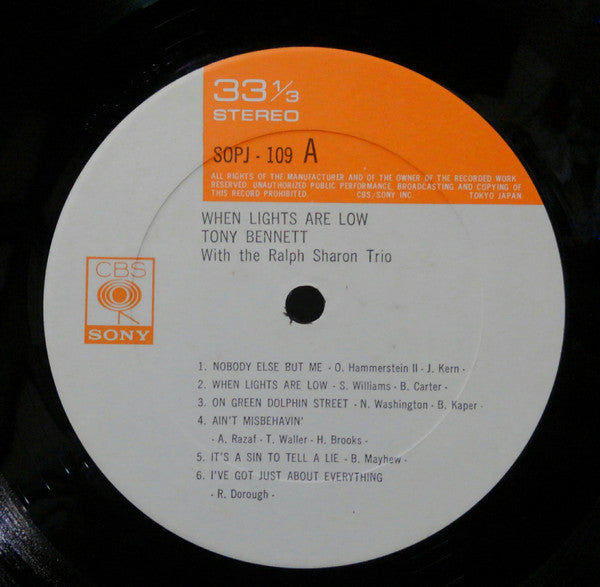 33 1/3
STEREO
SOPJ - 109 A
ALL RIGHTS OF THE MANUFACTURER AND OF THE OWNER OF THE RECORDED WORK
RESERVED. UNAUTHORIZED PUBLIC PERFORMANCE, BROADCASTING AND COPYING OF
THIS RECORD PROHIBITED. CBS/SONY INC. TOKYO JAPAN
WHEN LIGHTS ARE LOW
TONY BENNETT
With the Ralph Sharon Trio
CBS
SONY
1. NOBODY ELSE BUT ME - O. Hammerstein II - J. Kern -
2. WHEN LIGHTS ARE LOW - S. Williams - B. Carter -
3. ON GREEN DOLPHIN STREET - N. Washington - B. Kaper -
4. AIN'T MISBEHAVIN'
- A. Razaf - T. Waller - H. Brooks -
5. IT'S A SIN TO TELL A LIE - B. Mayhew -
6. I'VE GOT JUST ABOUT EVERYTHING
- R. Dorough -